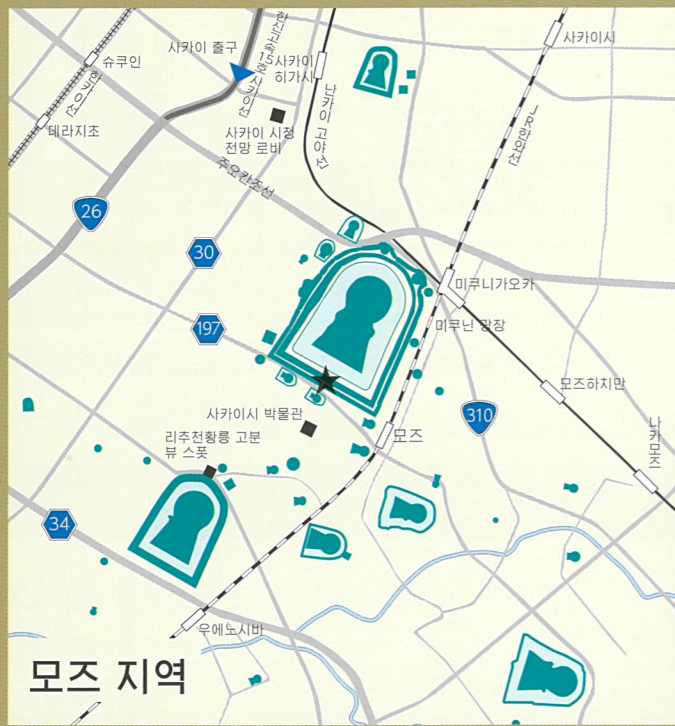 슈쿠인
한카이선
테라지초
사카이 출구
한신고속 15호 사카이선
사카이
히가시
난카이 고야선
사카이 시청
전망 로비
주오칸조선
사카이시
JR한와선
26
30
197
미쿠니가오카
미쿠닌 광장
모즈하치만
310
나카모즈
사카이시 박물관
모즈
리추천황릉 고분
뷰 스폿
34
우에노시바
모즈 지역